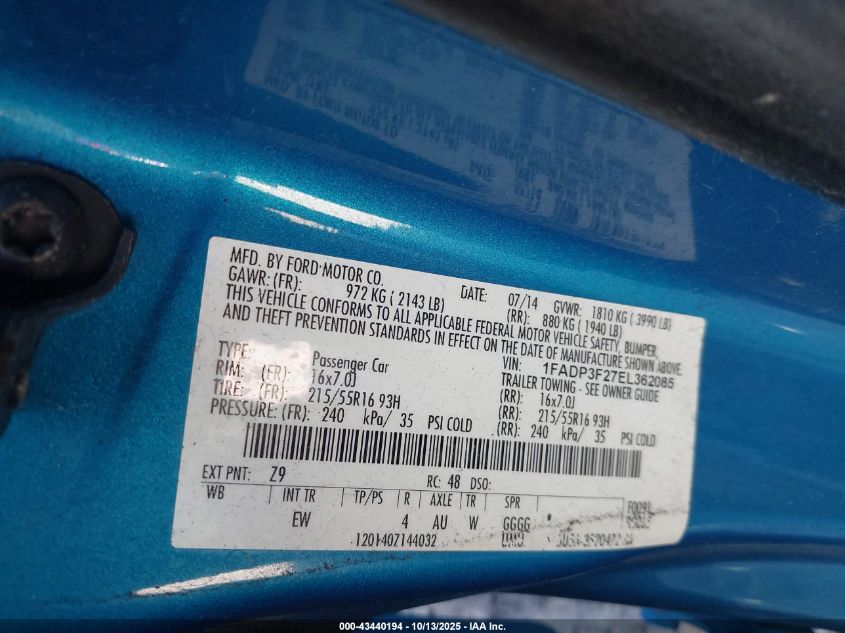 MFD. BY FORD MOTOR CO.
DATE: 07/14 GVWR: 1810 KG ( 3990 LB)
GAWR: (FR): 972 KG ( 2143 LB) (RR): 880 KG ( 1940 LB)
THIS VEHICLE CONFORMS TO ALL APPLICABLE FEDERAL MOTOR VEHICLE SAFETY, BUMPER,
AND THEFT PREVENTION STANDARDS IN EFFECT ON THE DATE OF MANUFACTURE SHOWN ABOVE.
VIN: 1FADP3F27EL362085
TYPE: Passenger Car TRAILER TOWING - SEE OWNER GUIDE
RIM: (FR) 16x7.0J (RR): 16x7.0J
TIRE: (FR) 215/55R16 93H (RR): 215/55R16 93H
PRESSURE: (FR): 240 kPa/ 35 PSI COLD (RR): 240 kPa/ 35 PSI COLD
EXT PNT: Z9 RC: 48 DSO:
WB INT TR TP/PS R AXLE TR SPR
EW 4 AU W GGGG
1201407144032
000-43440194 - 10/13/2025 - IAA Inc.